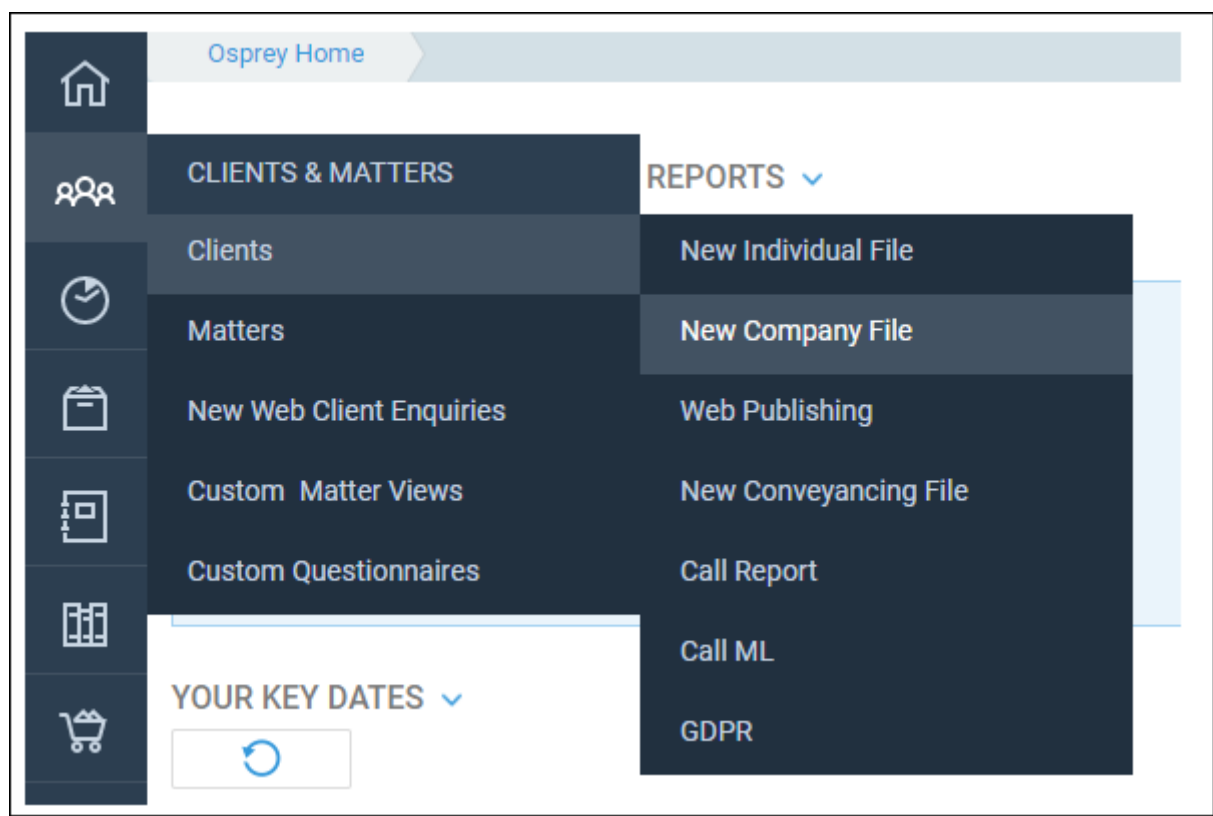 Osprey Home
CLIENTS & MATTERS
REPORTS
Clients
New Individual File
Matters
New Company File
New Web Client Enquiries
Web Publishing
Custom  Matter Views
New Conveyancing File
Custom Questionnaires
Call Report
Call ML
YOUR KEY DATES
GDPR